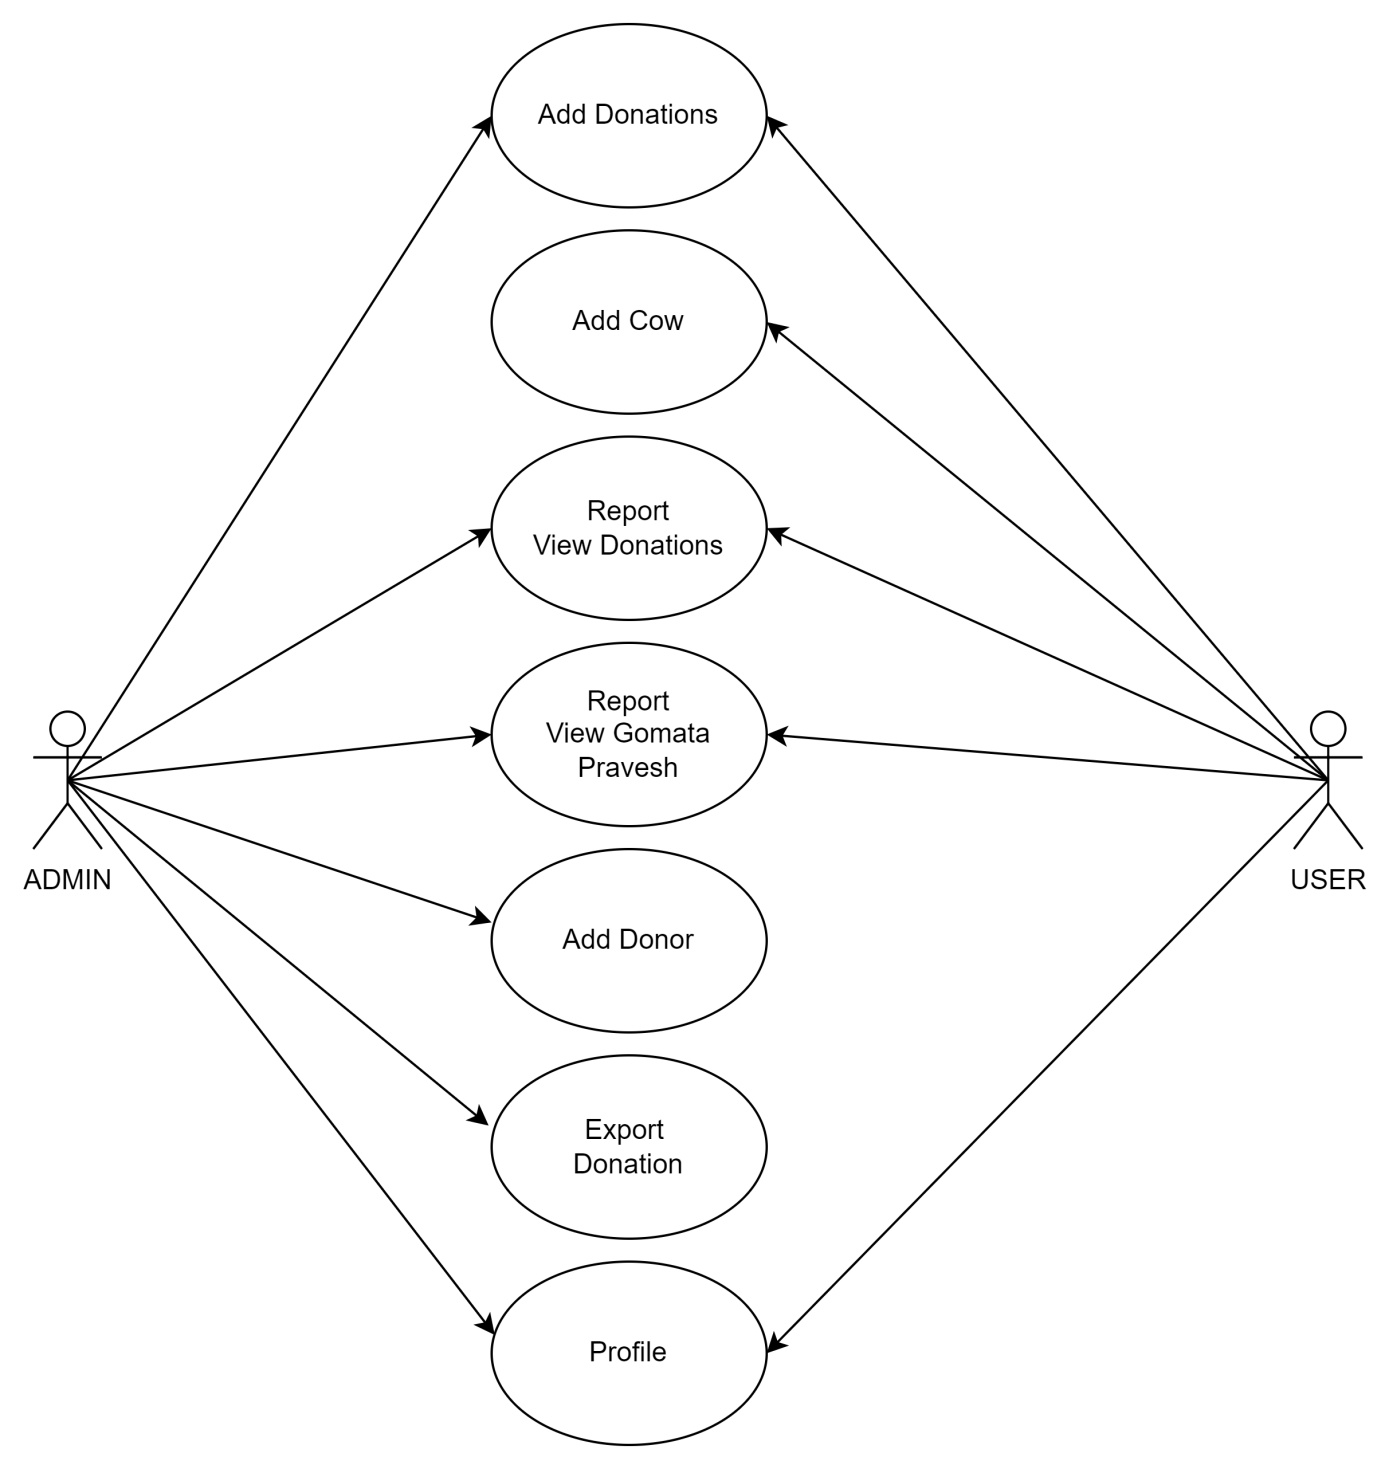 Add Donations
Add Cow
Report
View Donations
Report
View Gomata
Pravesh
ADMIN
USER
Add Donor
Export
Donation
Profile